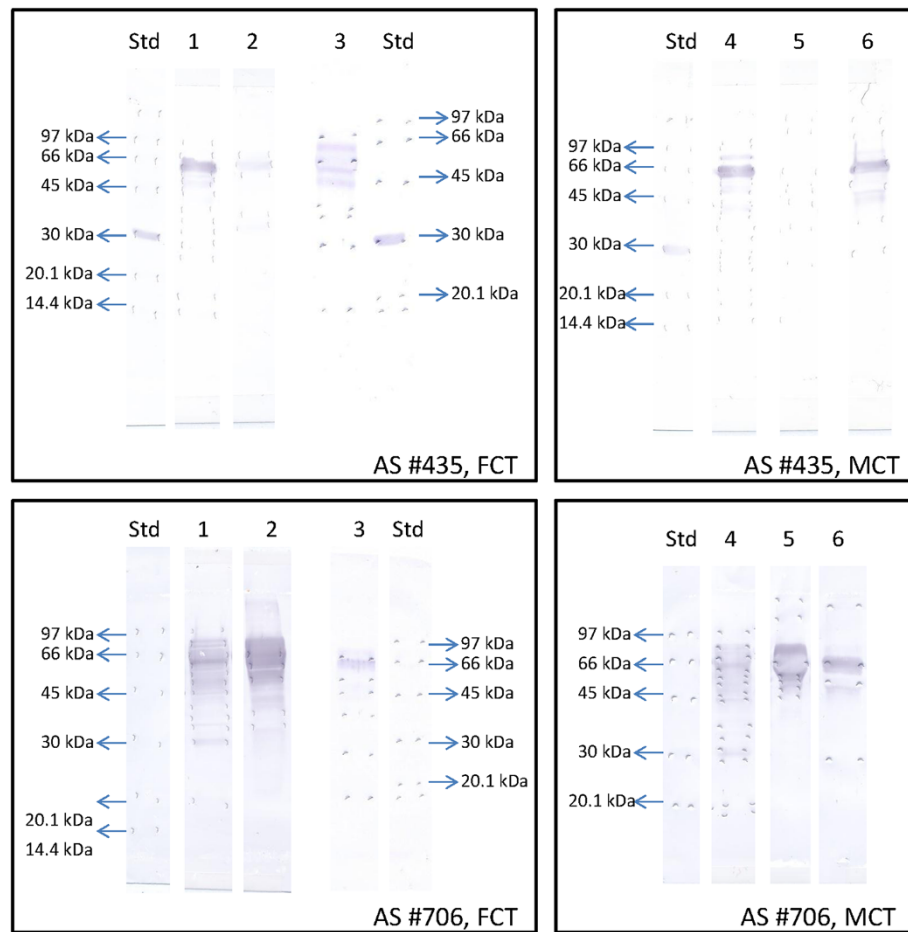 Std 1 2 3 Std
97 kDa
66 kDa
45 kDa
30 kDa
20.1 kDa
14.4 kDa
97 kDa
66 kDa
45 kDa
30 kDa
20.1 kDa
AS #435, FCT
Std 4 5 6
97 kDa
66 kDa
45 kDa
30 kDa
20.1 kDa
14.4 kDa
AS #435, MCT
Std 1 2 3 Std
97 kDa
66 kDa
45 kDa
30 kDa
20.1 kDa
14.4 kDa
97 kDa
66 kDa
45 kDa
30 kDa
20.1 kDa
AS #706, FCT
Std 4 5 6
97 kDa
66 kDa
45 kDa
30 kDa
20.1 kDa
AS #706, MCT